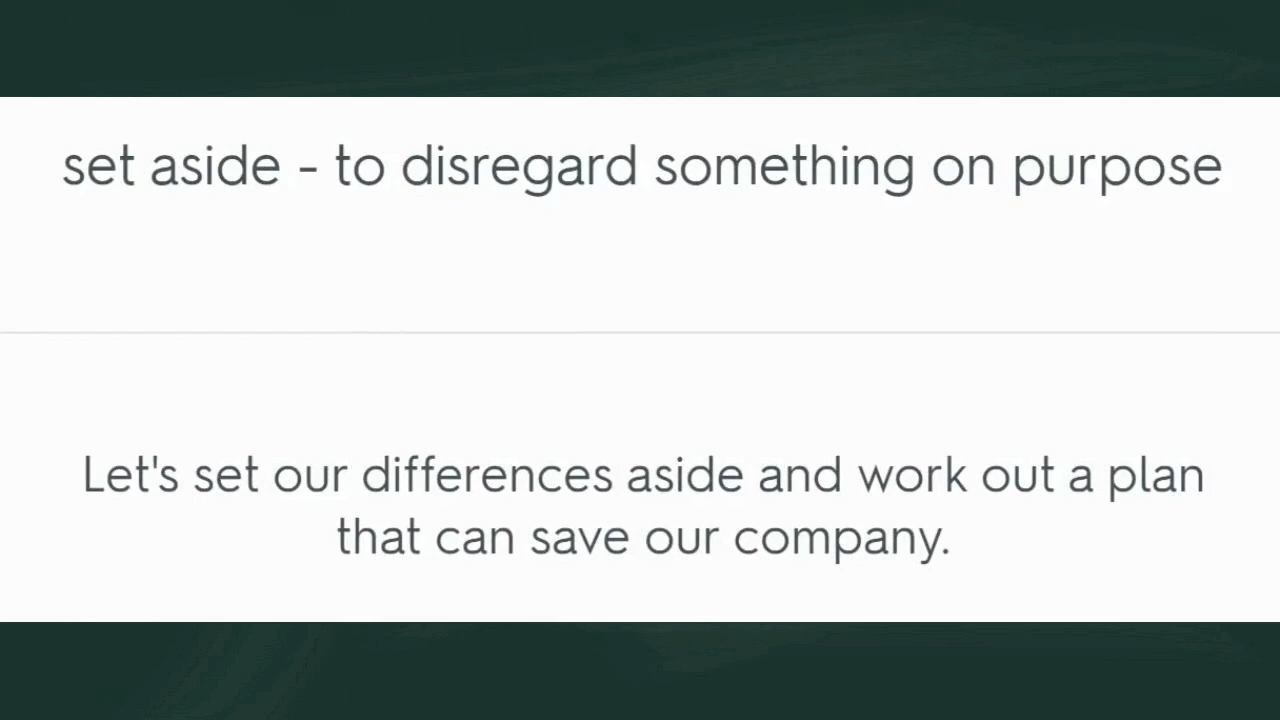 set aside - to disregard something on purpose
Let's set our differences aside and work out a plan
that can save our company.